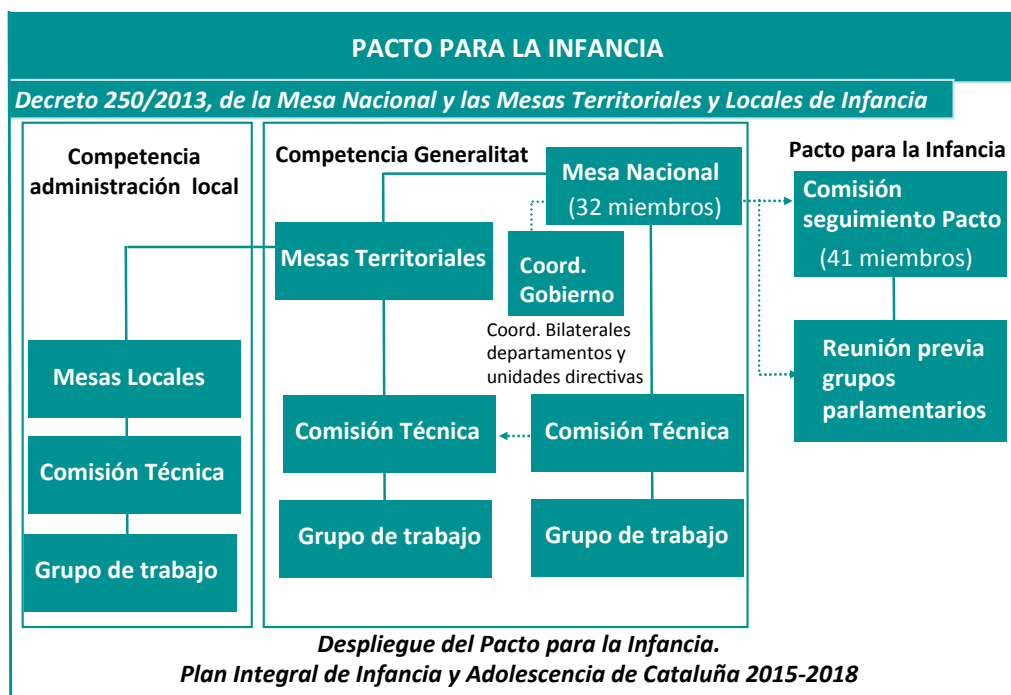 PACTO PARA LA INFANCIA
Decreto 250/2013, de la Mesa Nacional y las Mesas Territoriales y Locales de Infancia
Competencia
administración local
Mesas Locales
Comisión Técnica
Grupo de trabajo
Competencia Generalitat
Mesa Nacional
(32 miembros)
Mesas Territoriales
Coord.
Gobierno
Coord. Bilaterales
departamentos y
unidades directivas
Comisión Técnica
Comisión Técnica
Grupo de trabajo
Grupo de trabajo
Pacto para la Infancia
Comisión
seguimiento Pacto
(41 miembros)
Reunión previa
grupos
parlamentarios
Despliegue del Pacto para la Infancia.
Plan Integral de Infancia y Adolescencia de Cataluña 2015-2018